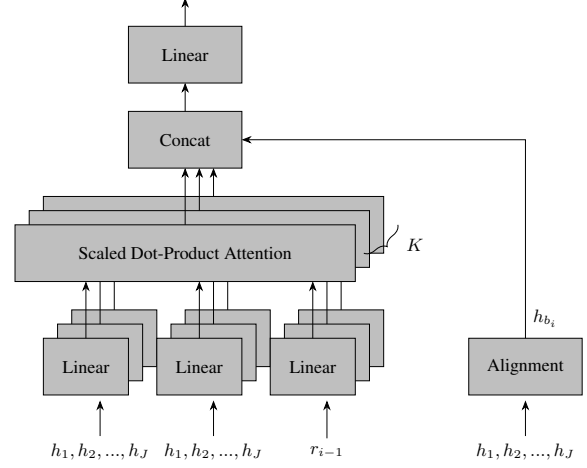 Linear
Concat
Scaled Dot-Product Attention
K
h_{b_i}
Linear Linear Linear Alignment
h_1, h_2, ..., h_J h_1, h_2, ..., h_J r_{i-1} h_1, h_2, ..., h_J